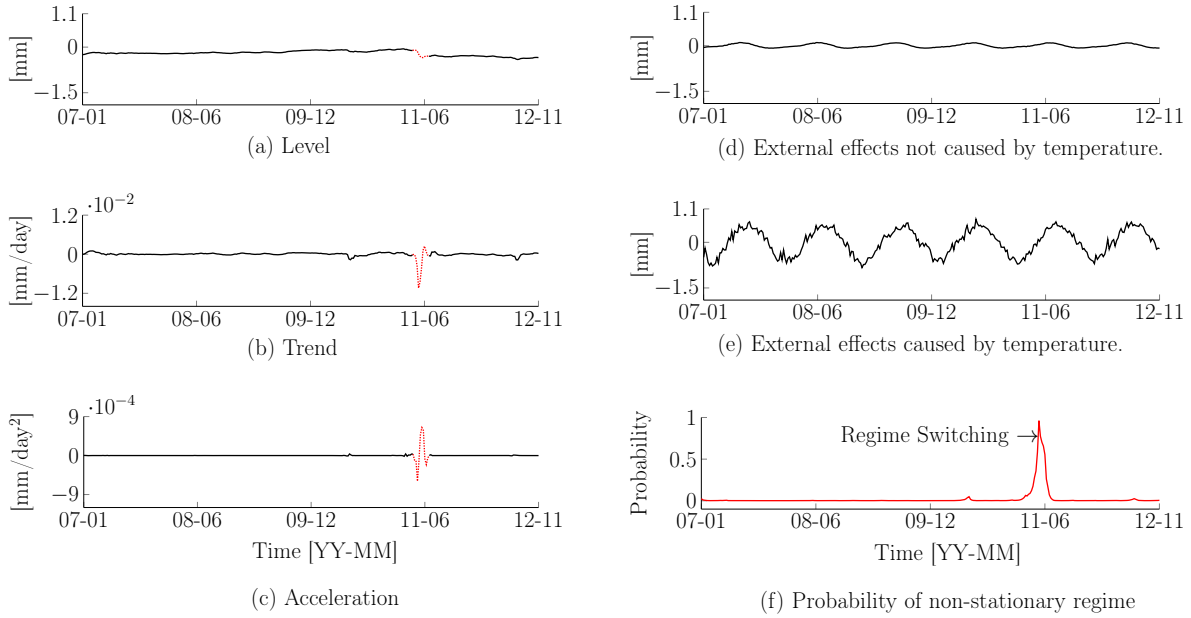 1.1
0
−1.5
[mm]
07-01 08-06 09-12 11-06 12-11
(a) Level
·10−2
1.2
0
−1.2
[mm/day]
07-01 08-06 09-12 11-06 12-11
(b) Trend
·10−4
9
0
−9
[mm/day2]
07-01 08-06 09-12 11-06 12-11
Time [YY-MM]
(c) Acceleration
1.1
0
−1.5
[mm]
07-01 08-06 09-12 11-06 12-11
(d) External effects not caused by temperature.
1.1
0
−1.5
[mm]
07-01 08-06 09-12 11-06 12-11
(e) External effects caused by temperature.
1
0.5
0
Probability
Regime Switching
07-01 08-06 09-12 11-06 12-11
Time [YY-MM]
(f) Probability of non-stationary regime